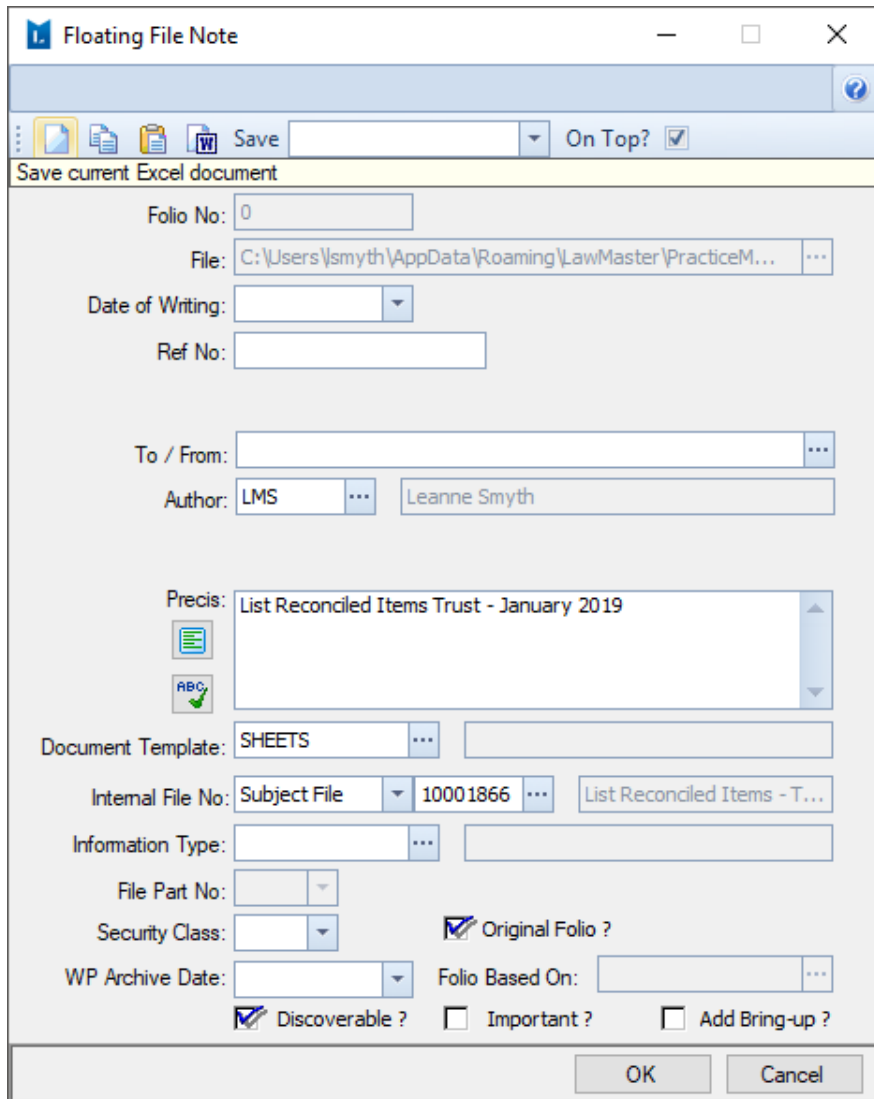 Floating File Note
Save On Top?
Save current Excel document
Folio No: 0
File: C:\Users\lsmyth\AppData\Roaming\LawMaster\PracticeM...
Date of Writing:
Ref No:
To / From:
Author: LMS Leanne Smyth
Precis: List Reconciled Items Trust - January 2019
ABC
Document Template: SHEETS
Internal File No: Subject File 10001866 List Reconciled Items - T...
Information Type:
File Part No:
Security Class: Original Folio ?
WP Archive Date: Folio Based On:
Discoverable ? Important ? Add Bring-up ?
OK Cancel